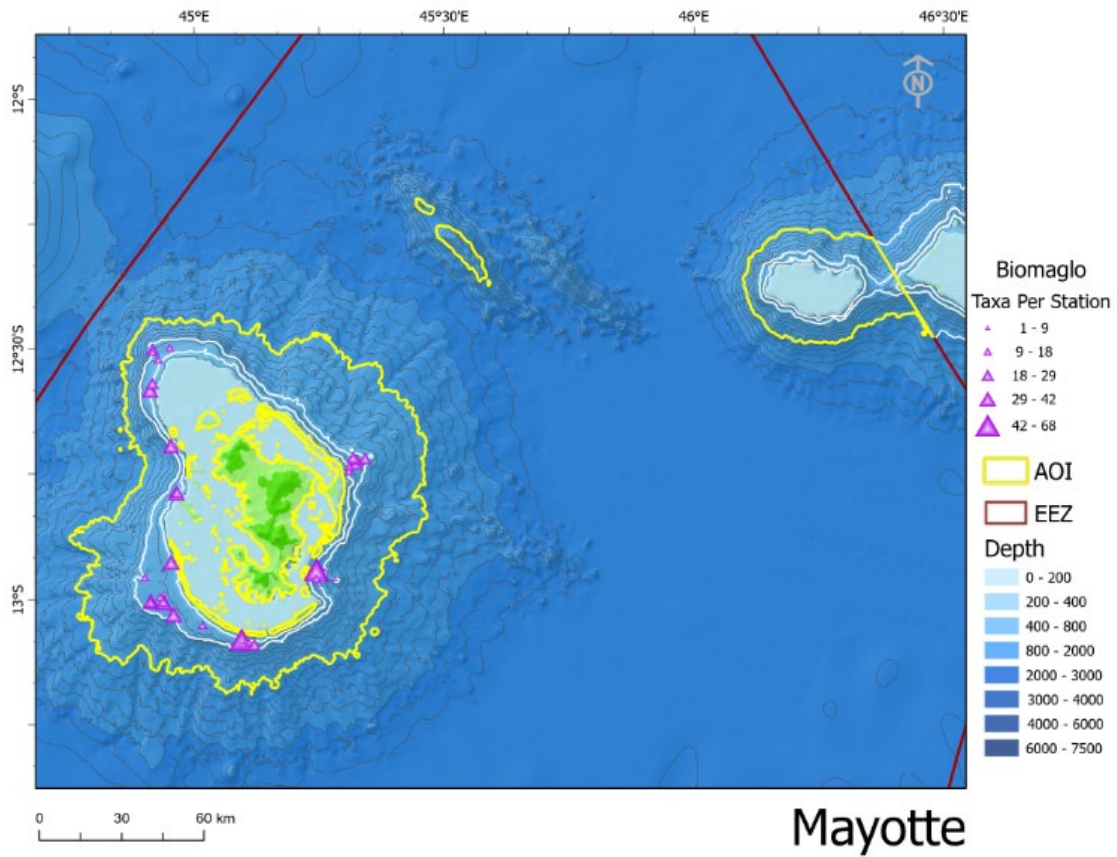 45°E 45°30'E 46°E 46°30'E
N
12°S
12°30'S
13°S
Biomaglo
Taxa Per Station
1 - 9
9 - 18
18 - 29
29 - 42
42 - 68
AOI
EEZ
Depth
0 - 200
200 - 400
400 - 800
800 - 2000
2000 - 3000
3000 - 4000
4000 - 6000
6000 - 7500
0 30 60 km
Mayotte